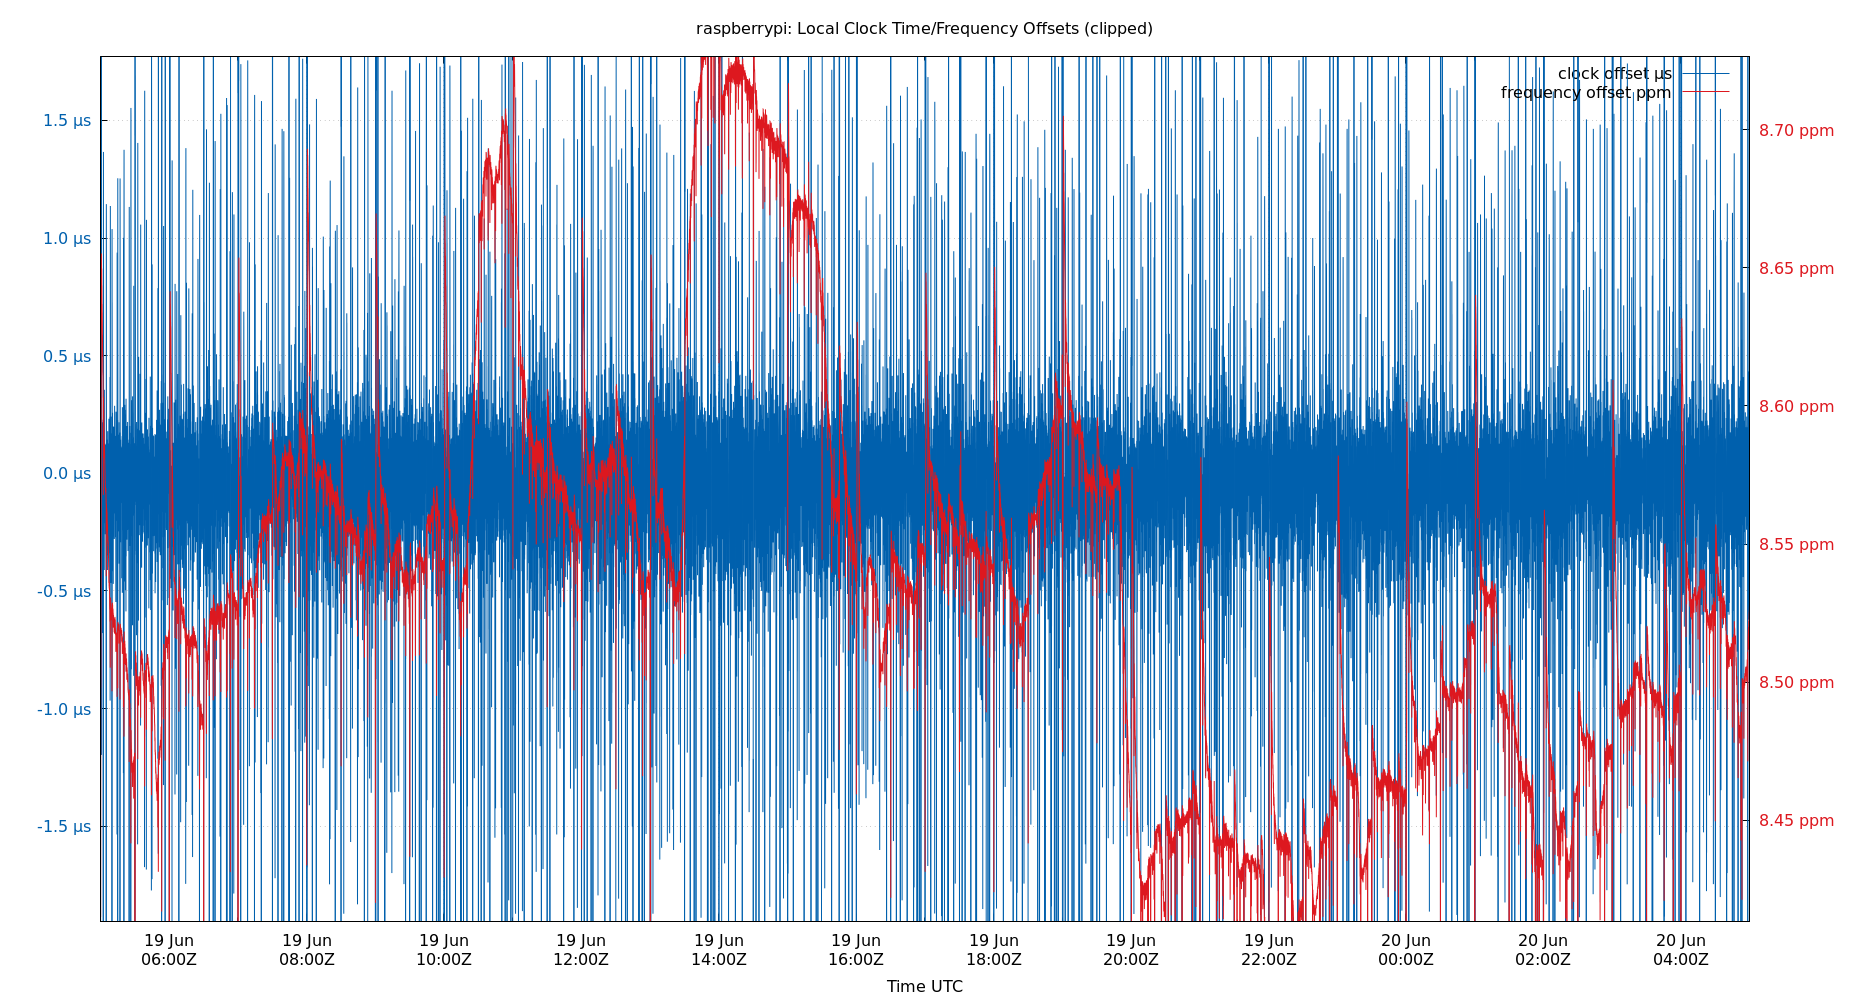 raspberrypi: Local Clock Time/Frequency Offsets (clipped)
clock offset µs
frequency offset ppm
1.5 µs
1.0 µs
0.5 µs
0.0 µs
-0.5 µs
-1.0 µs
-1.5 µs
8.70 ppm
8.65 ppm
8.60 ppm
8.55 ppm
8.50 ppm
8.45 ppm
19 Jun 19 Jun 19 Jun 19 Jun 19 Jun 19 Jun 19 Jun 19 Jun 19 Jun 20 Jun 20 Jun 20 Jun
06:00Z 08:00Z 10:00Z 12:00Z 14:00Z 16:00Z 18:00Z 20:00Z 22:00Z 00:00Z 02:00Z 04:00Z
Time UTC